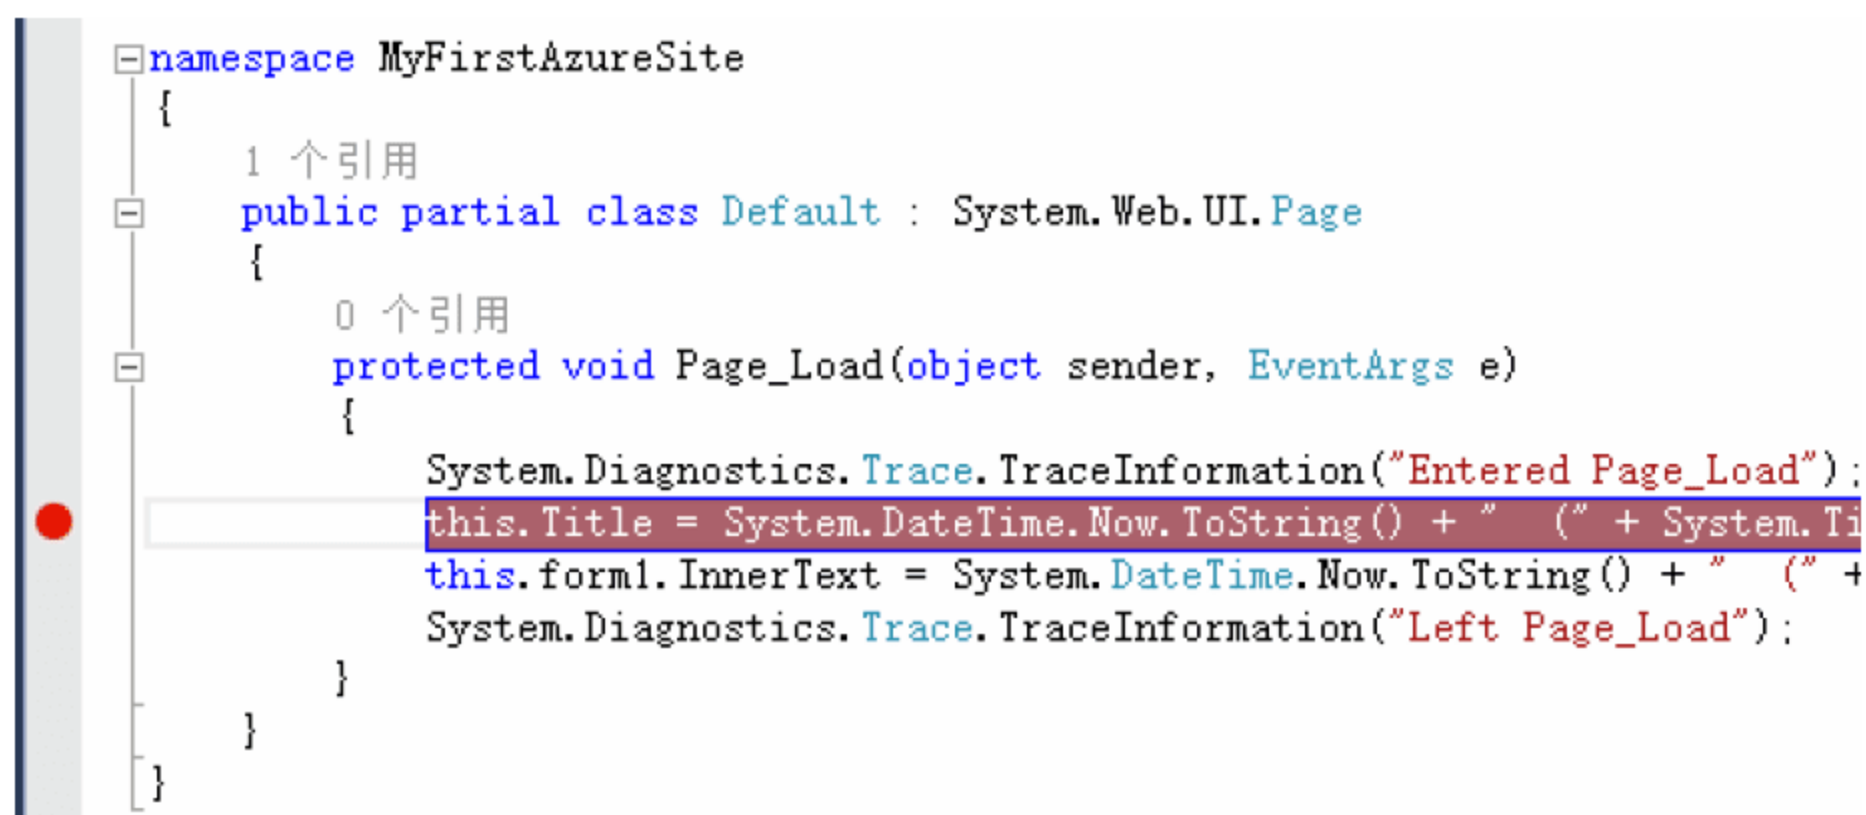 namespace MyFirstAzureSite
{
1 个引用
public partial class Default : System.Web.UI.Page
{
0 个引用
protected void Page_Load(object sender, EventArgs e)
{
System.Diagnostics.Trace.TraceInformation("Entered Page_Load");
this.Title = System.DateTime.Now.ToString() + "  (" + System.Ti
this.form1.InnerText = System.DateTime.Now.ToString() + "  (" +
System.Diagnostics.Trace.TraceInformation("Left Page_Load");
}
}
}